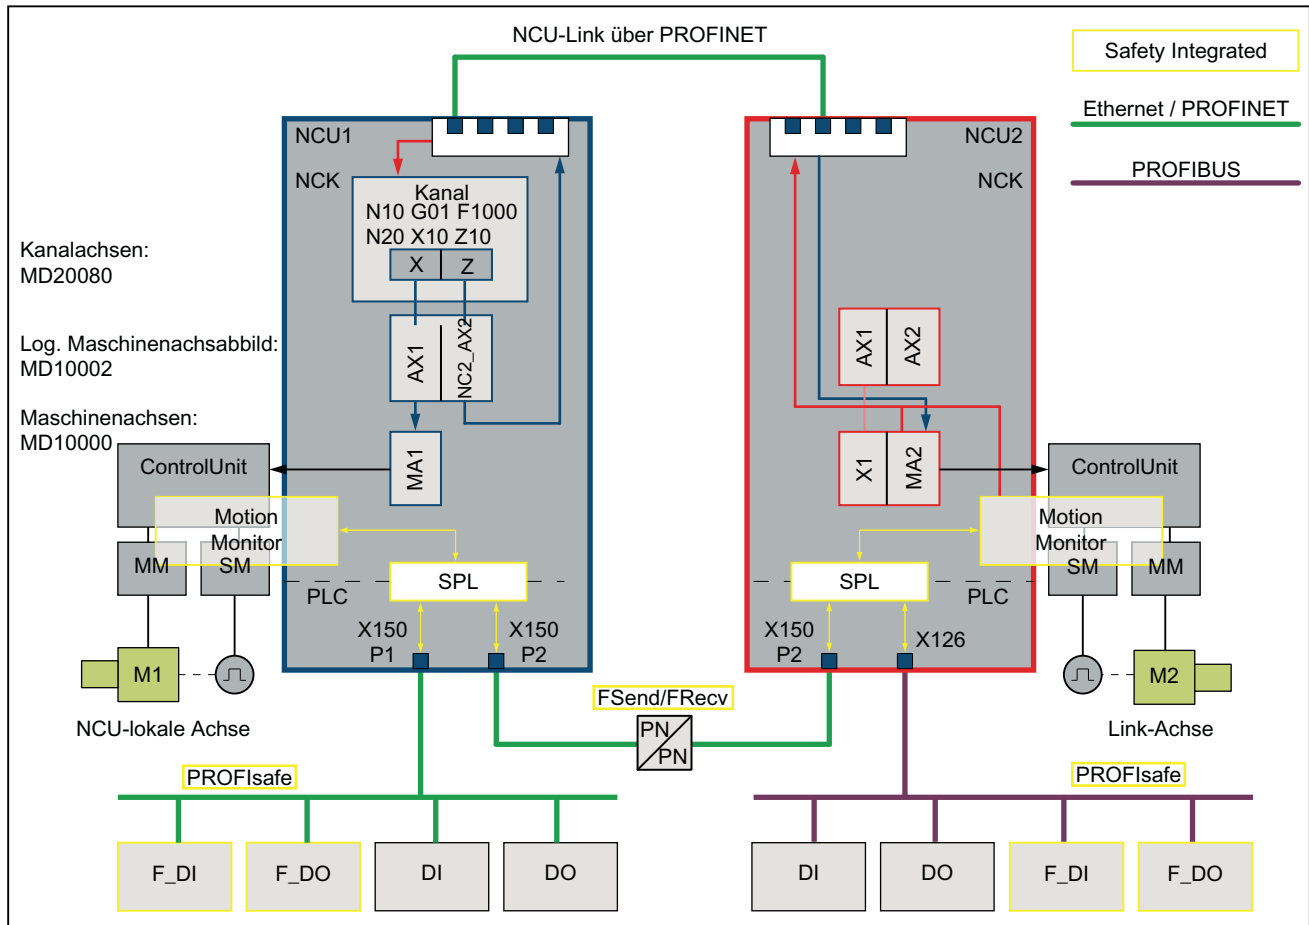 NCU-Link über PROFINET
Safety Integrated
Ethernet / PROFINET
PROFIBUS
NCU1
NCK
Kanal
N10 G01 F1000
N20 X10 Z10
X
Z
AX1
NC2_AX2
MA1
NCU2
NCK
AX1
AX2
X1
MA2
Kanalachsen:
MD20080
Log. Maschinenachsabbild:
MD10002
Maschinenachsen:
MD10000
ControlUnit
Motion
Monitor
MM
SM
SPL
PLC
X150
P1
X150
P2
M1
NCU-lokale Achse
ControlUnit
Motion
Monitor
SM
MM
SPL
PLC
X150
P2
X126
M2
Link-Achse
FSend/FRecv
PN
PN
PROFIsafe
F_DI
F_DO
DI
DO
PROFIsafe
DI
DO
F_DI
F_DO